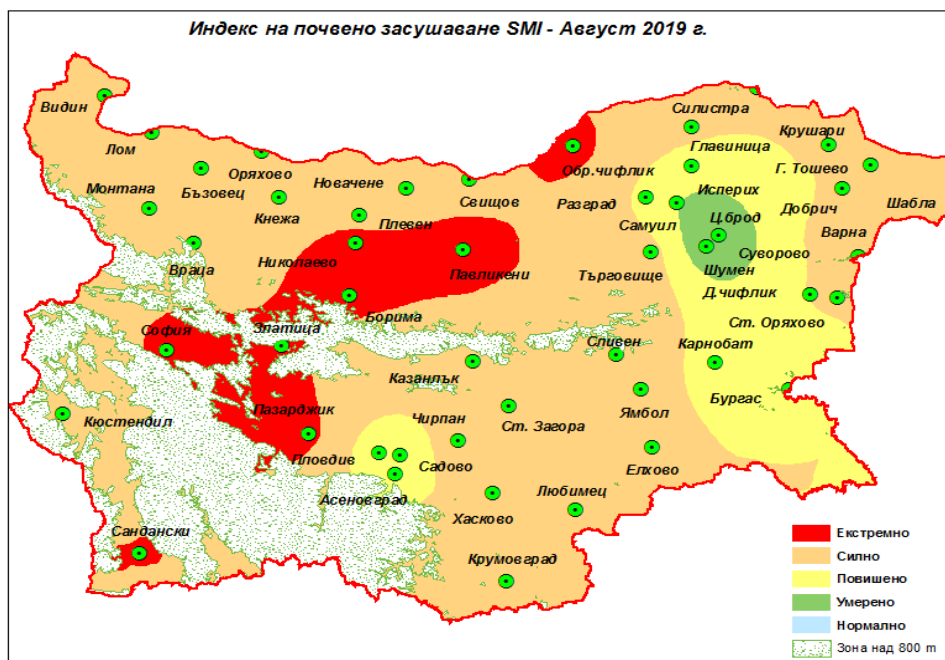 Индекс на почвено засушаване SMI - Август 2019 г.
Видин
Силистра
Лом
Крушари
Главиница
Оряхово
Г. Тошево
Обр.чифлик
Монтана
Бъзовец
Новачене
Исперих
Свищов
Разград
Кнежа
Добрич
Шабла
Плевен
Ц.брод
Самуил
Варна
Враца
Николаево
Суворово
Павликени
Търговище
Шумен
Д.чифлик
Борима
София
Златица
Ст. Оряхово
Сливен
Карнобат
Казанлък
Бургас
Пазарджик
Чирпан
Ямбол
Кюстендил
Ст. Загора
Пловдив
Садово
Елхово
Асеновград
Любимец
Хасково
Сандански
Крумовград
Екстремно
Силно
Повишено
Умерено
Нормално
Зона над 800 m